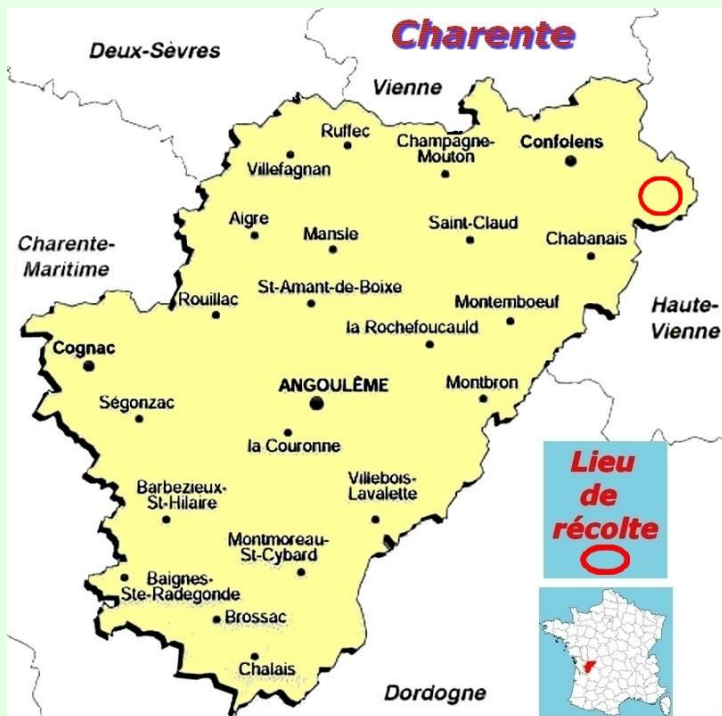 Charente
Deux-Sèvres
Vienne
Ruffec
Champagne-
Mouton
Confolens
Villefagnan
Aigre
Mansle
Saint-Claud
Chabanais
Charente-
Maritime
Rouillac
St-Amant-de-Boixe
Montemboeuf
Haute-
Vienne
la Rochefoucauld
Cognac
ANGOULÊME
Montbron
Ségonzac
la Couronne
Lieu
de
récolte
Barbezieux-
St-Hilaire
Villebois-
Lavalette
Montmoreau-
St-Cybard
Baignes-
Ste-Radegonde
Brossac
Chalais
Dordogne